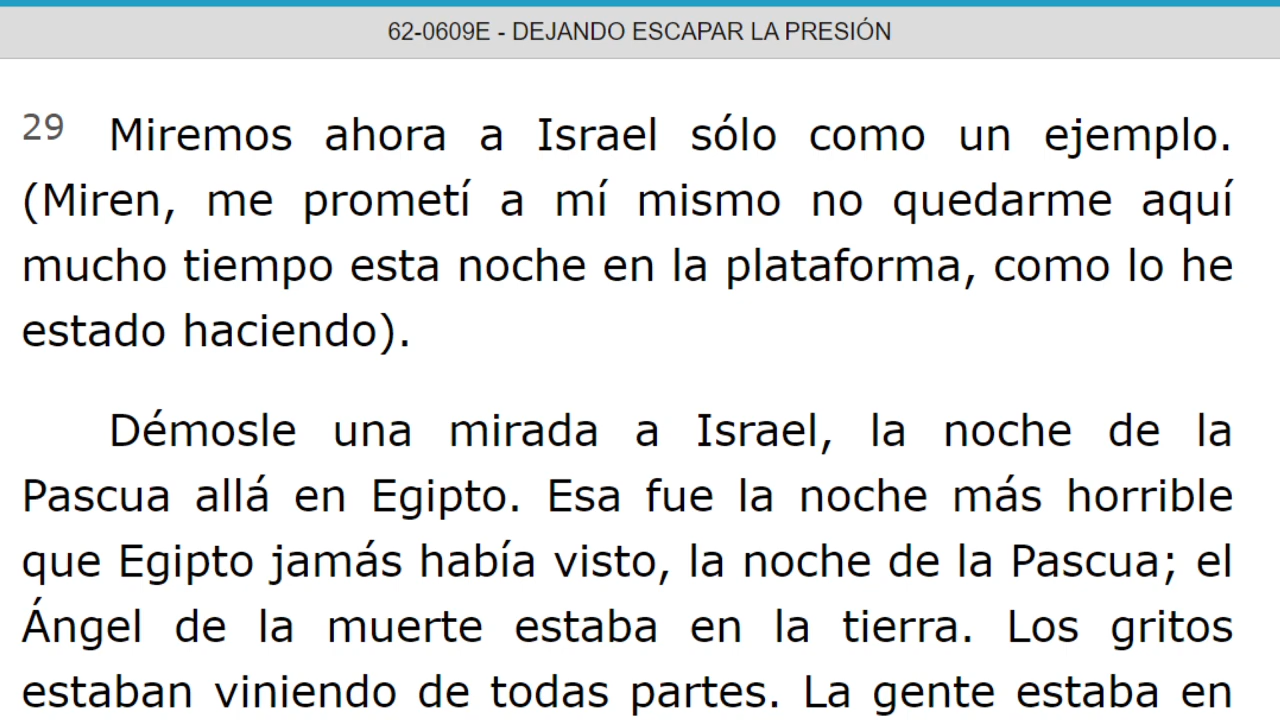 62-0609E - DEJANDO ESCAPAR LA PRESIÓN
29 Miremos ahora a Israel sólo como un ejemplo.
(Miren, me prometí a mí mismo no quedarme aquí
mucho tiempo esta noche en la plataforma, como lo he
estado haciendo).
Démosle una mirada a Israel, la noche de la
Pascua allá en Egipto. Esa fue la noche más horrible
que Egipto jamás había visto, la noche de la Pascua; el
Ángel de la muerte estaba en la tierra. Los gritos
estaban viniendo de todas partes. La gente estaba en